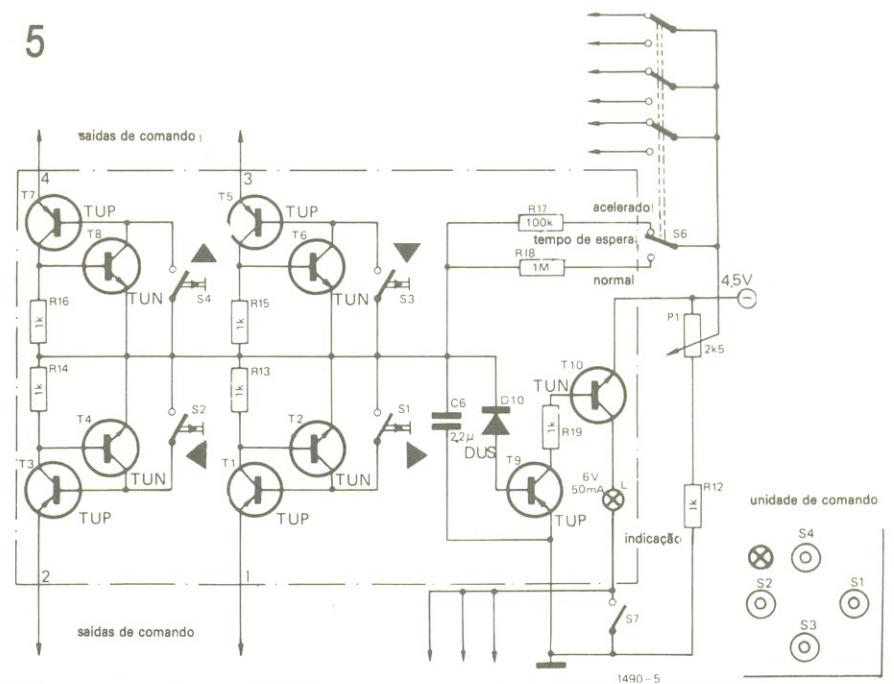 5
saidas de comando
4
3
T7
TUP
T8
T5
TUP
T6
R17
100k
acelerado
tempo de espera
S6
R18
1M
normal
TUN
S4
TUN
S3
R16
1k
R15
1k
4,5V
P1
2k5
T10
TUN
R14
1k
R13
1k
S2
S1
C6
2,2µ
D10
DUS
1k
R19
T4
T2
T9
T3
TUN
T1
TUN
TUP
TUP
TUP
6V
50mA
L
R12
1k
indicação
unidade de comando
S4
S2
S1
S3
2
1
saidas de comando
S7
1490-5